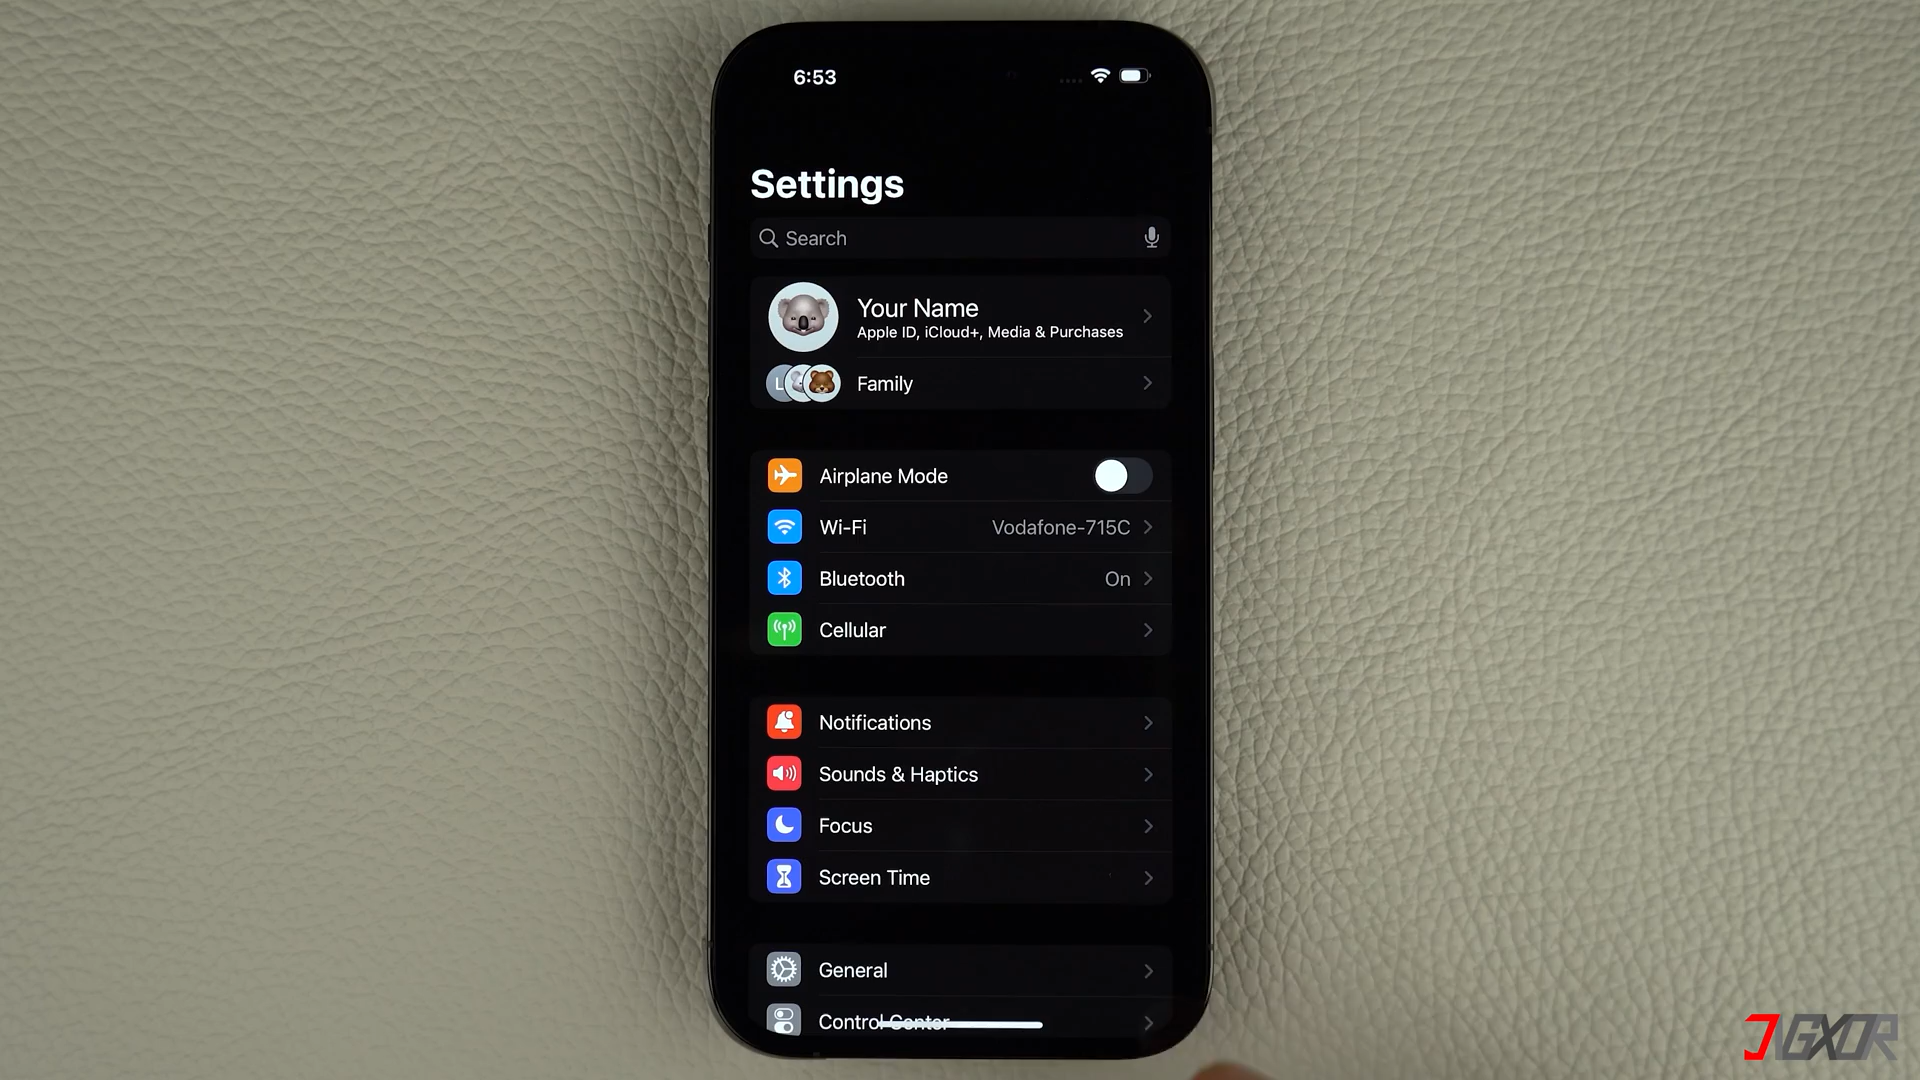 6:53
Settings
Search
Your Name
Apple ID, iCloud+, Media & Purchases
L
Family
Airplane Mode
Wi-Fi Vodafone-715C
Bluetooth On
Cellular
Notifications
Sounds & Haptics
Focus
Screen Time
General
Control Center
JIGXOR